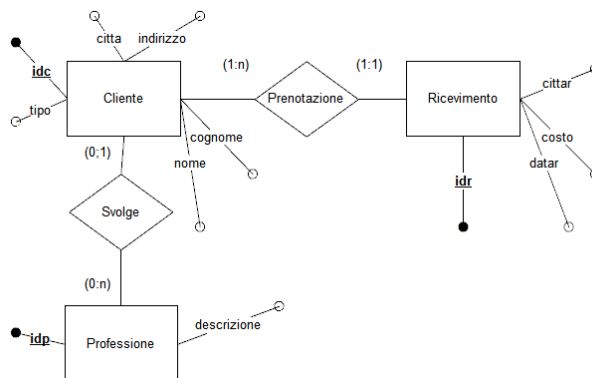 citta
indirizzo
idc
(1:n)
(1:1)
Cliente
Prenotazione
Ricevimento
cittar
tipo
cognome
costo
(0;1)
nome
datar
idr
Svolge
(0:n)
descrizione
idp
Professione